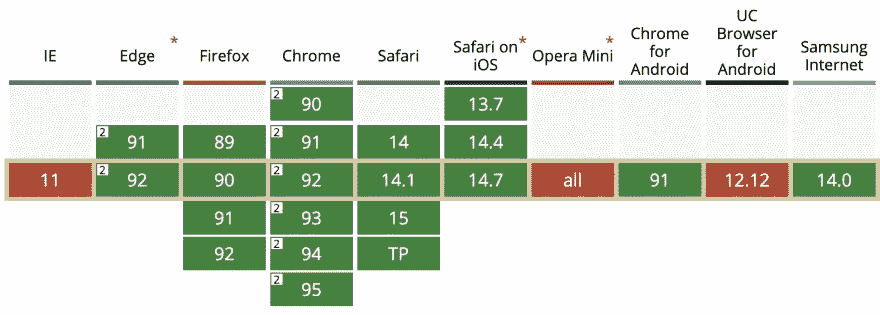 IE Edge * Firefox Chrome Safari Safari on iOS * Opera Mini * Chrome for Android UC Browser for Android Samsung Internet
2 90 13.7
2 91 89 2 91 14 14.4
11 2 92 90 2 92 14.1 14.7 all 91 12.12 14.0
91 2 93 15
92 2 94 TP
2 95